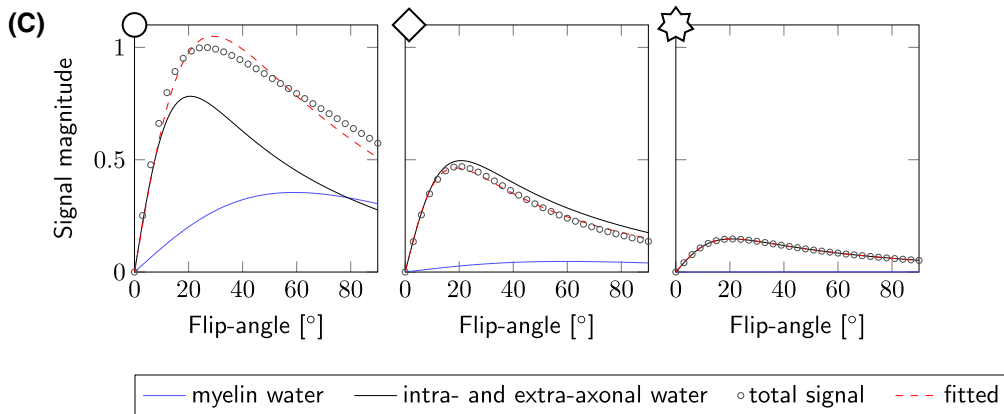 (C)
Signal magnitude
1
0.5
0
0 20 40 60 80
0 20 40 60 80
0 20 40 60 80
Flip-angle [°]
Flip-angle [°]
Flip-angle [°]
myelin water
intra- and extra-axonal water
total signal
fitted